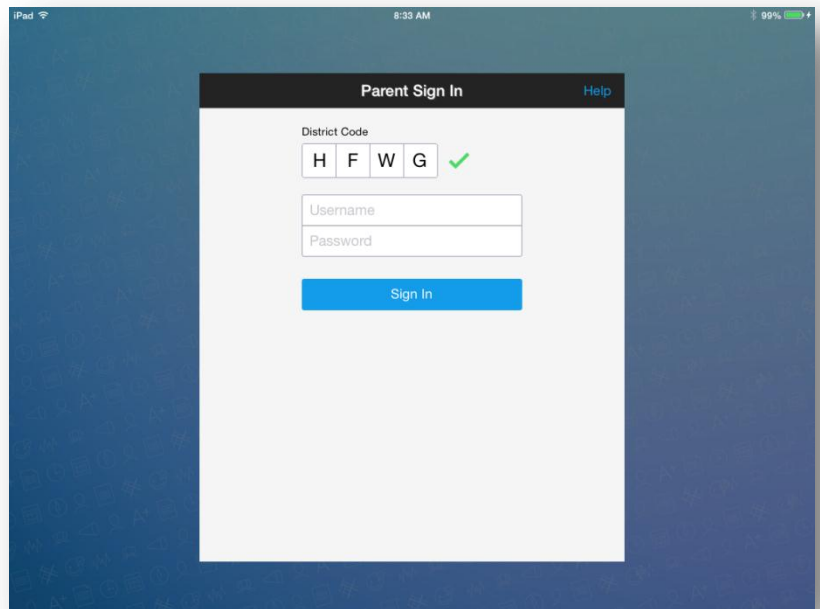 iPad 8:33 AM 99%
Parent Sign In Help
District Code
H F W G
Username
Password
Sign In